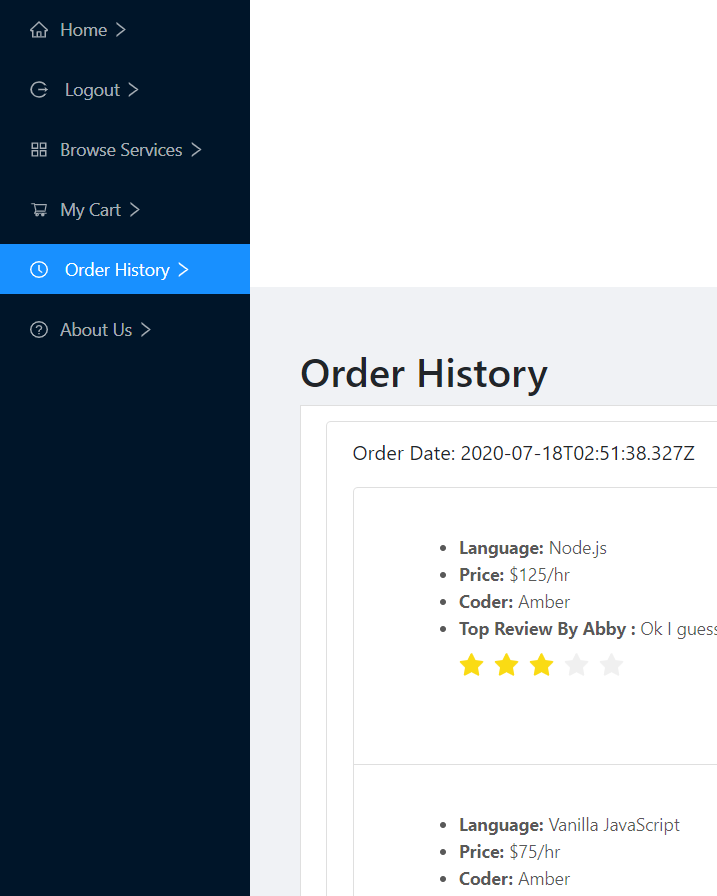 Home
Logout
Browse Services
My Cart
Order History
About Us
Order History
Order Date: 2020-07-18T02:51:38.327Z
Language: Node.js
Price: $125/hr
Coder: Amber
Top Review By Abby : Ok I guess
Language: Vanilla JavaScript
Price: $75/hr
Coder: Amber